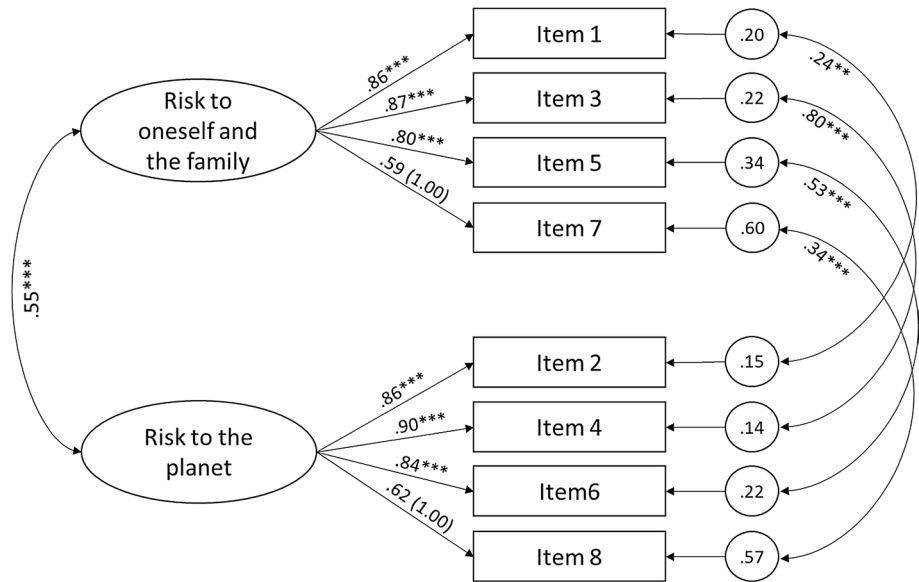 Item 1
.20
.24**
.86***
Risk to
oneself and
the family
Item 3
.22
.80***
.87***
Item 5
.34
.53***
.80***
Item 7
.60
.34***
.59 (1.00)
.55***
Item 2
.15
.86***
Risk to the
planet
Item 4
.14
.90***
Item6
.22
.84***
Item 8
.57
.62 (1.00)